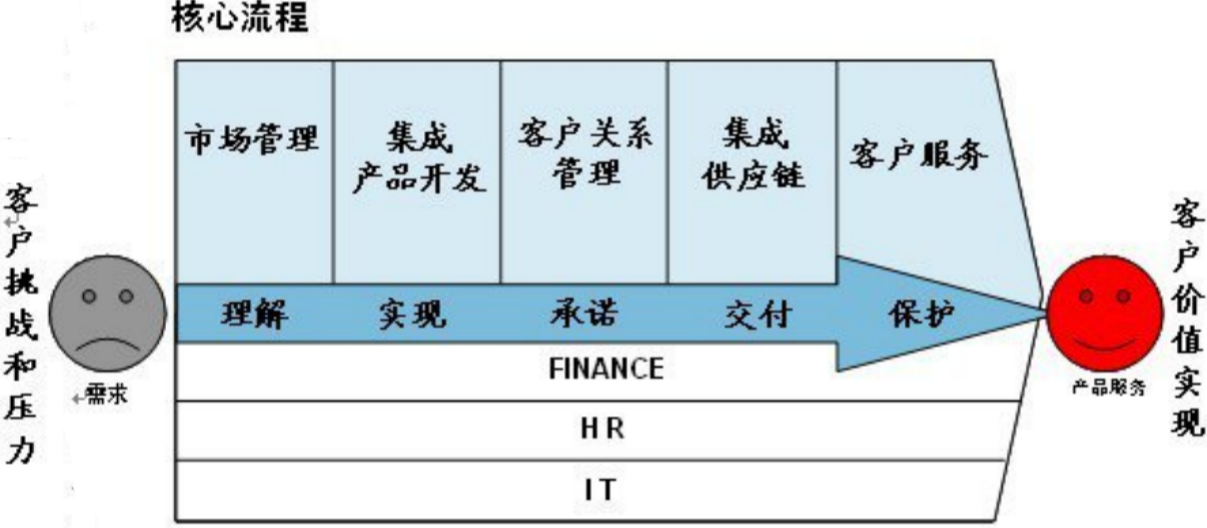 核心流程
市场管理
集成
产品开发
客户关系
管理
集成
供应链
客户服务
客户挑战和压力
需求
理解
实现
承诺
交付
保护
产品服务
客户价值实现
FINANCE
HR
IT